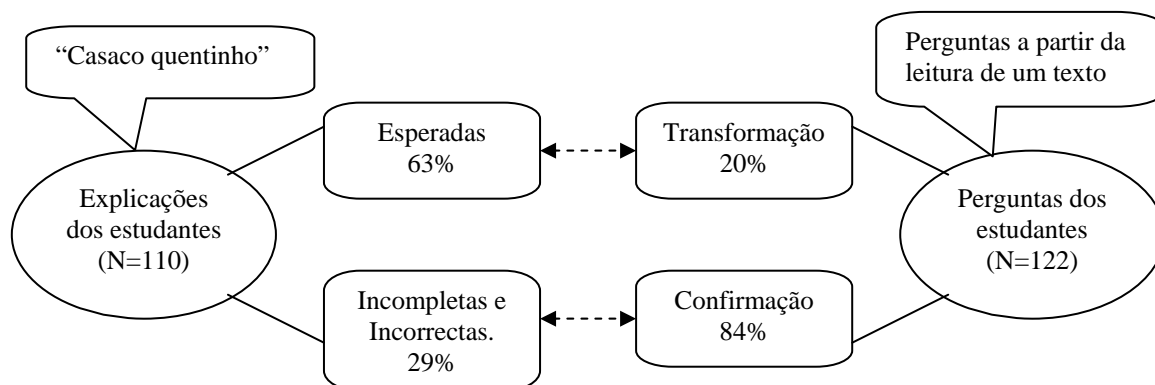 “Casaco quentinho”
Perguntas a partir da
leitura de um texto
Esperadas
63%
Transformação
20%
Explicações
dos estudantes
(N=110)
Perguntas dos
estudantes
(N=122)
Incompletas e
Incorrectas.
29%
Confirmação
84%